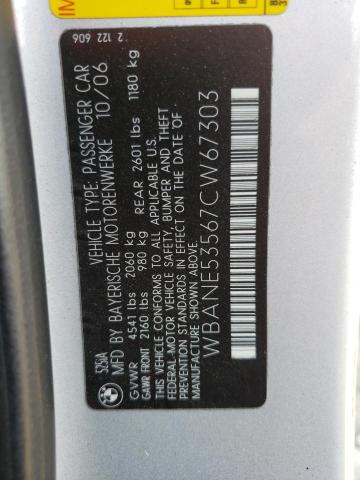 2 122 606
525iA
VEHICLE TYPE: PASSENGER CAR
MFD BY BAYERISCHE MOTORENWERKE 10/06
GVWR 4541 lbs 2060 kg
GAWR FRONT 2160 lbs 980 kg REAR 2601 lbs 1180 kg
THIS VEHICLE CONFORMS TO ALL APPLICABLE U.S.
FEDERAL-MOTOR VEHICLE SAFETY, BUMPER AND THEFT
PREVENTION STANDARDS IN EFFECT ON THE DATE OF
MANUFACTURE SHOWN ABOVE.
WBANE53567CW67303